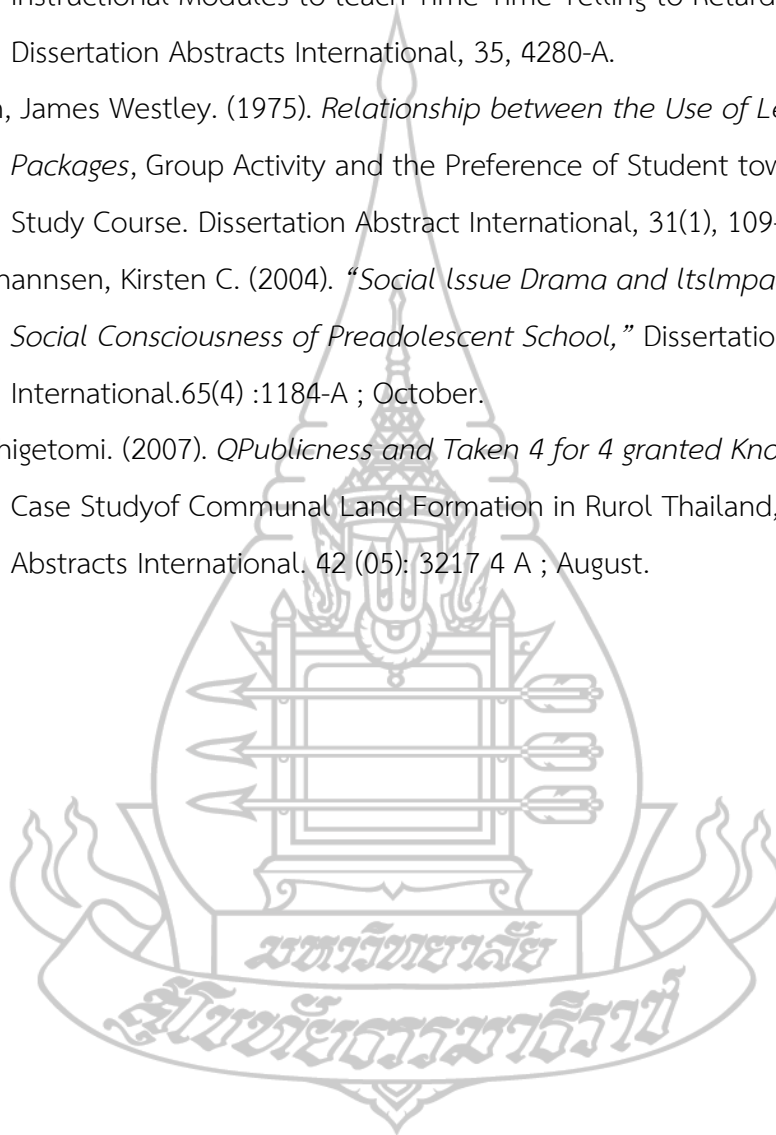 Instructional Modules to teach Time-Time Telling to Retard
Dissertation Abstracts International, 35, 4280-A.
, James Westley. (1975). Relationship between the Use of Le
Packages, Group Activity and the Preference of Student tow
Study Course. Dissertation Abstract International, 31(1), 109-
hannsen, Kirsten C. (2004). “Social lssue Drama and ltslmpa
Social Consciousness of Preadolescent School,” Dissertatio
International.65(4) :1184-A ; October.
higetomi. (2007). QPublicness and Taken 4 for 4 granted Kno
Case Studyof Communal Land Formation in Rurol Thailand,
Abstracts International. 42 (05): 3217 4 A ; August.
มหาวิทยาลัย
สุโขทัยธรรมาธิราช